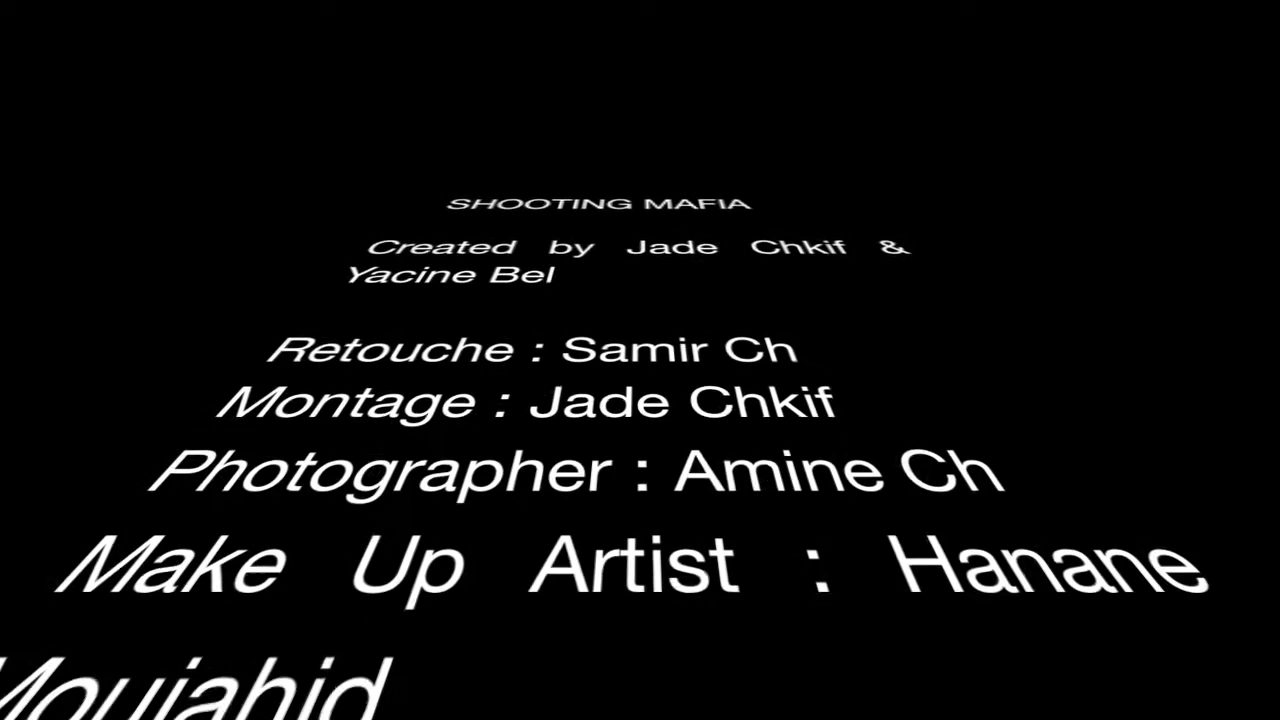 SHOOTING MAFIA
Created by Jade Chkif &
Yacine Bel
Retouche : Samir Ch
Montage : Jade Chkif
Photographer : Amine Ch
Make Up Artist : Hanane
Moujahid